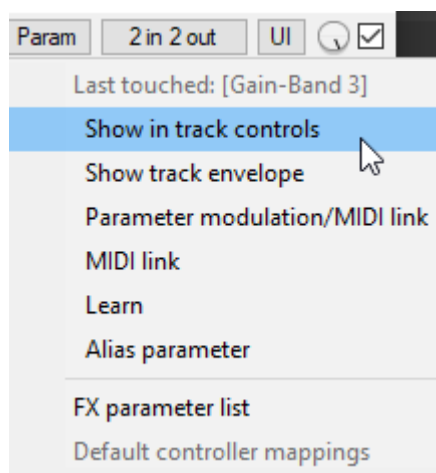 Param 2 in 2 out UI
Last touched: [Gain-Band 3]
Show in track controls
Show track envelope
Parameter modulation/MIDI link
MIDI link
Learn
Alias parameter
FX parameter list
Default controller mappings